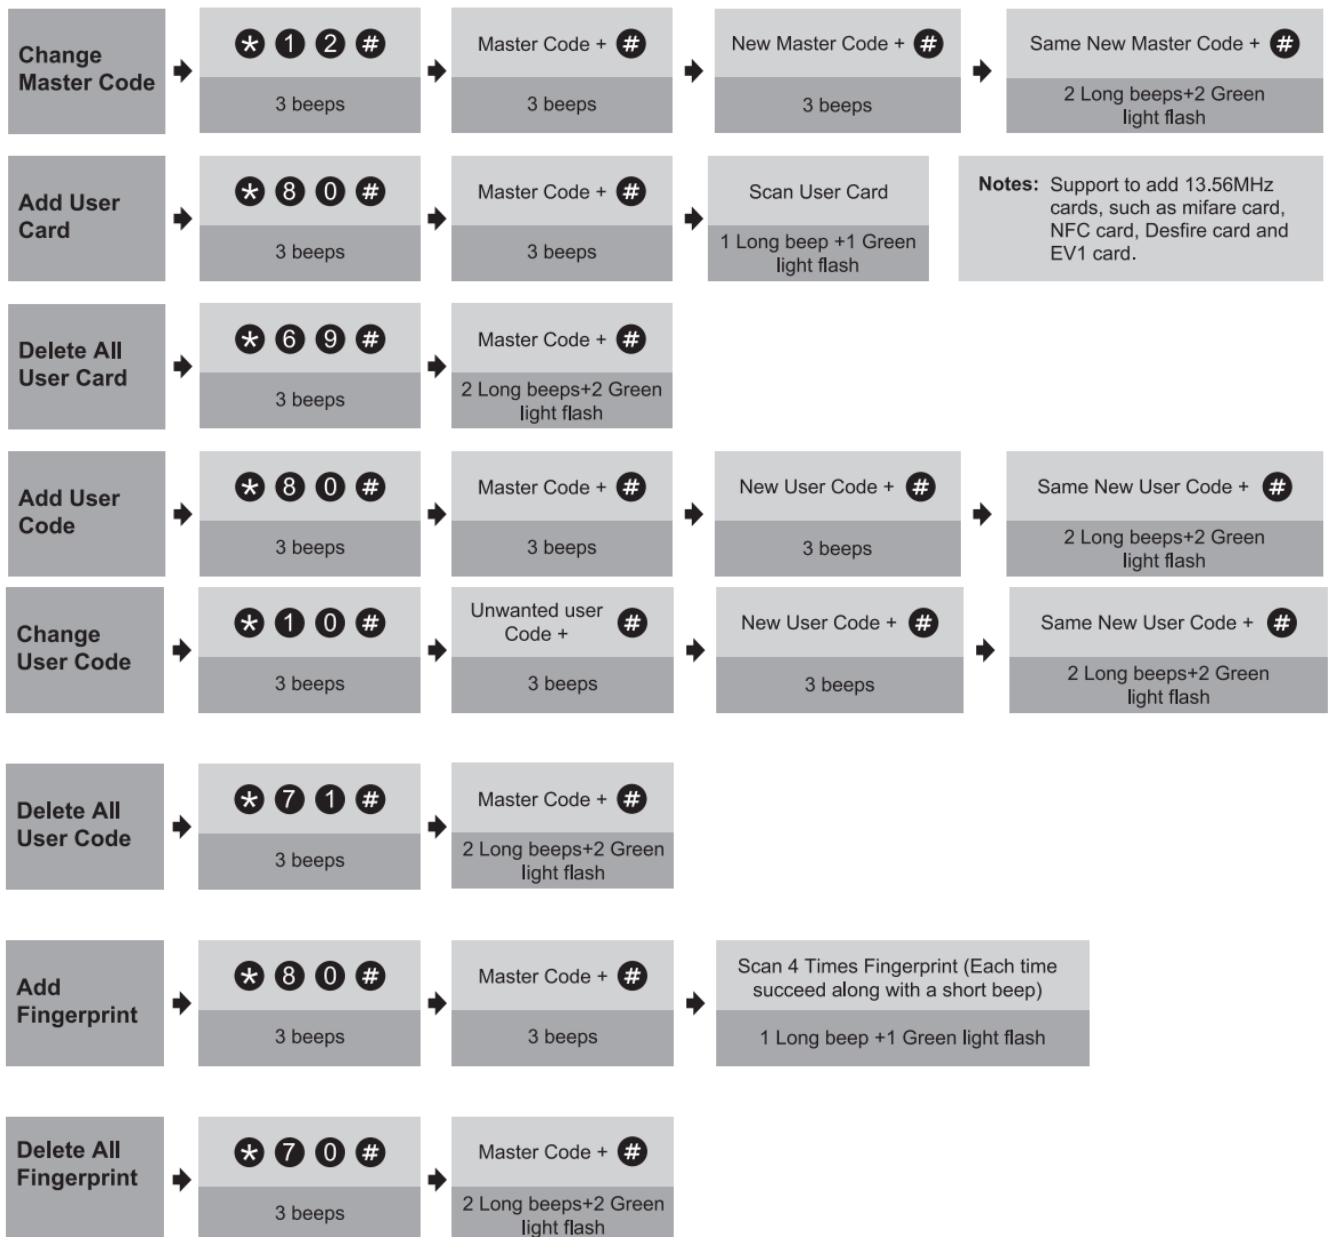 Change
Master Code
* 1 2 #
3 beeps
Master Code + #
3 beeps
New Master Code + #
3 beeps
Same New Master Code + #
2 Long beeps+2 Green
light flash
Add User
Card
* 8 0 #
3 beeps
Master Code + #
3 beeps
Scan User Card
1 Long beep +1 Green
light flash
Notes: Support to add 13.56MHz
cards, such as mifare card,
NFC card, Desfire card and
EV1 card.
Delete All
User Card
* 6 9 #
3 beeps
Master Code + #
2 Long beeps+2 Green
light flash
Add User
Code
* 8 0 #
3 beeps
Master Code + #
3 beeps
New User Code + #
3 beeps
Same New User Code + #
2 Long beeps+2 Green
light flash
Change
User Code
* 1 0 #
3 beeps
Unwanted user
Code + #
3 beeps
New User Code + #
3 beeps
Same New User Code + #
2 Long beeps+2 Green
light flash
Delete All
User Code
* 7 1 #
3 beeps
Master Code + #
2 Long beeps+2 Green
light flash
Add
Fingerprint
* 8 0 #
3 beeps
Master Code + #
3 beeps
Scan 4 Times Fingerprint (Each time
succeed along with a short beep)
1 Long beep +1 Green light flash
Delete All
Fingerprint
* 7 0 #
3 beeps
Master Code + #
2 Long beeps+2 Green
light flash